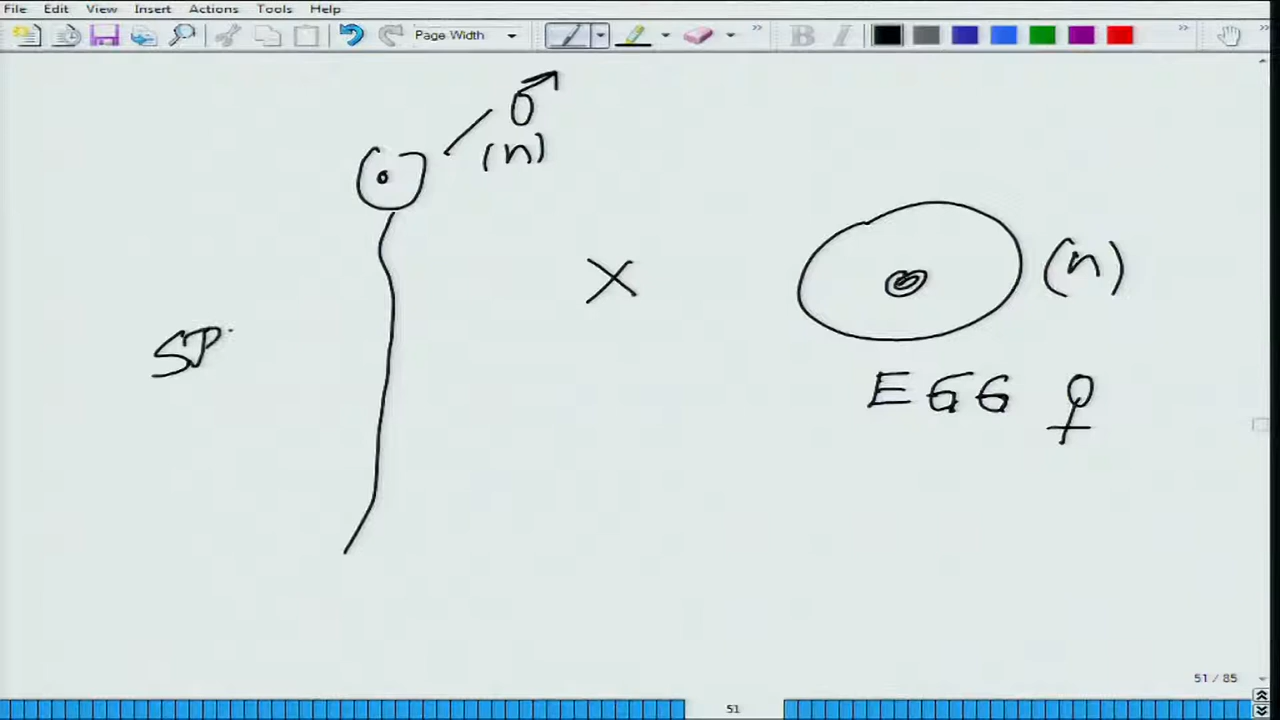 File Edit View Insert Actions Tools Help
Page Width
B I
♂
(n)
X
(n)
SP
EGG ♀
51 / 85
51